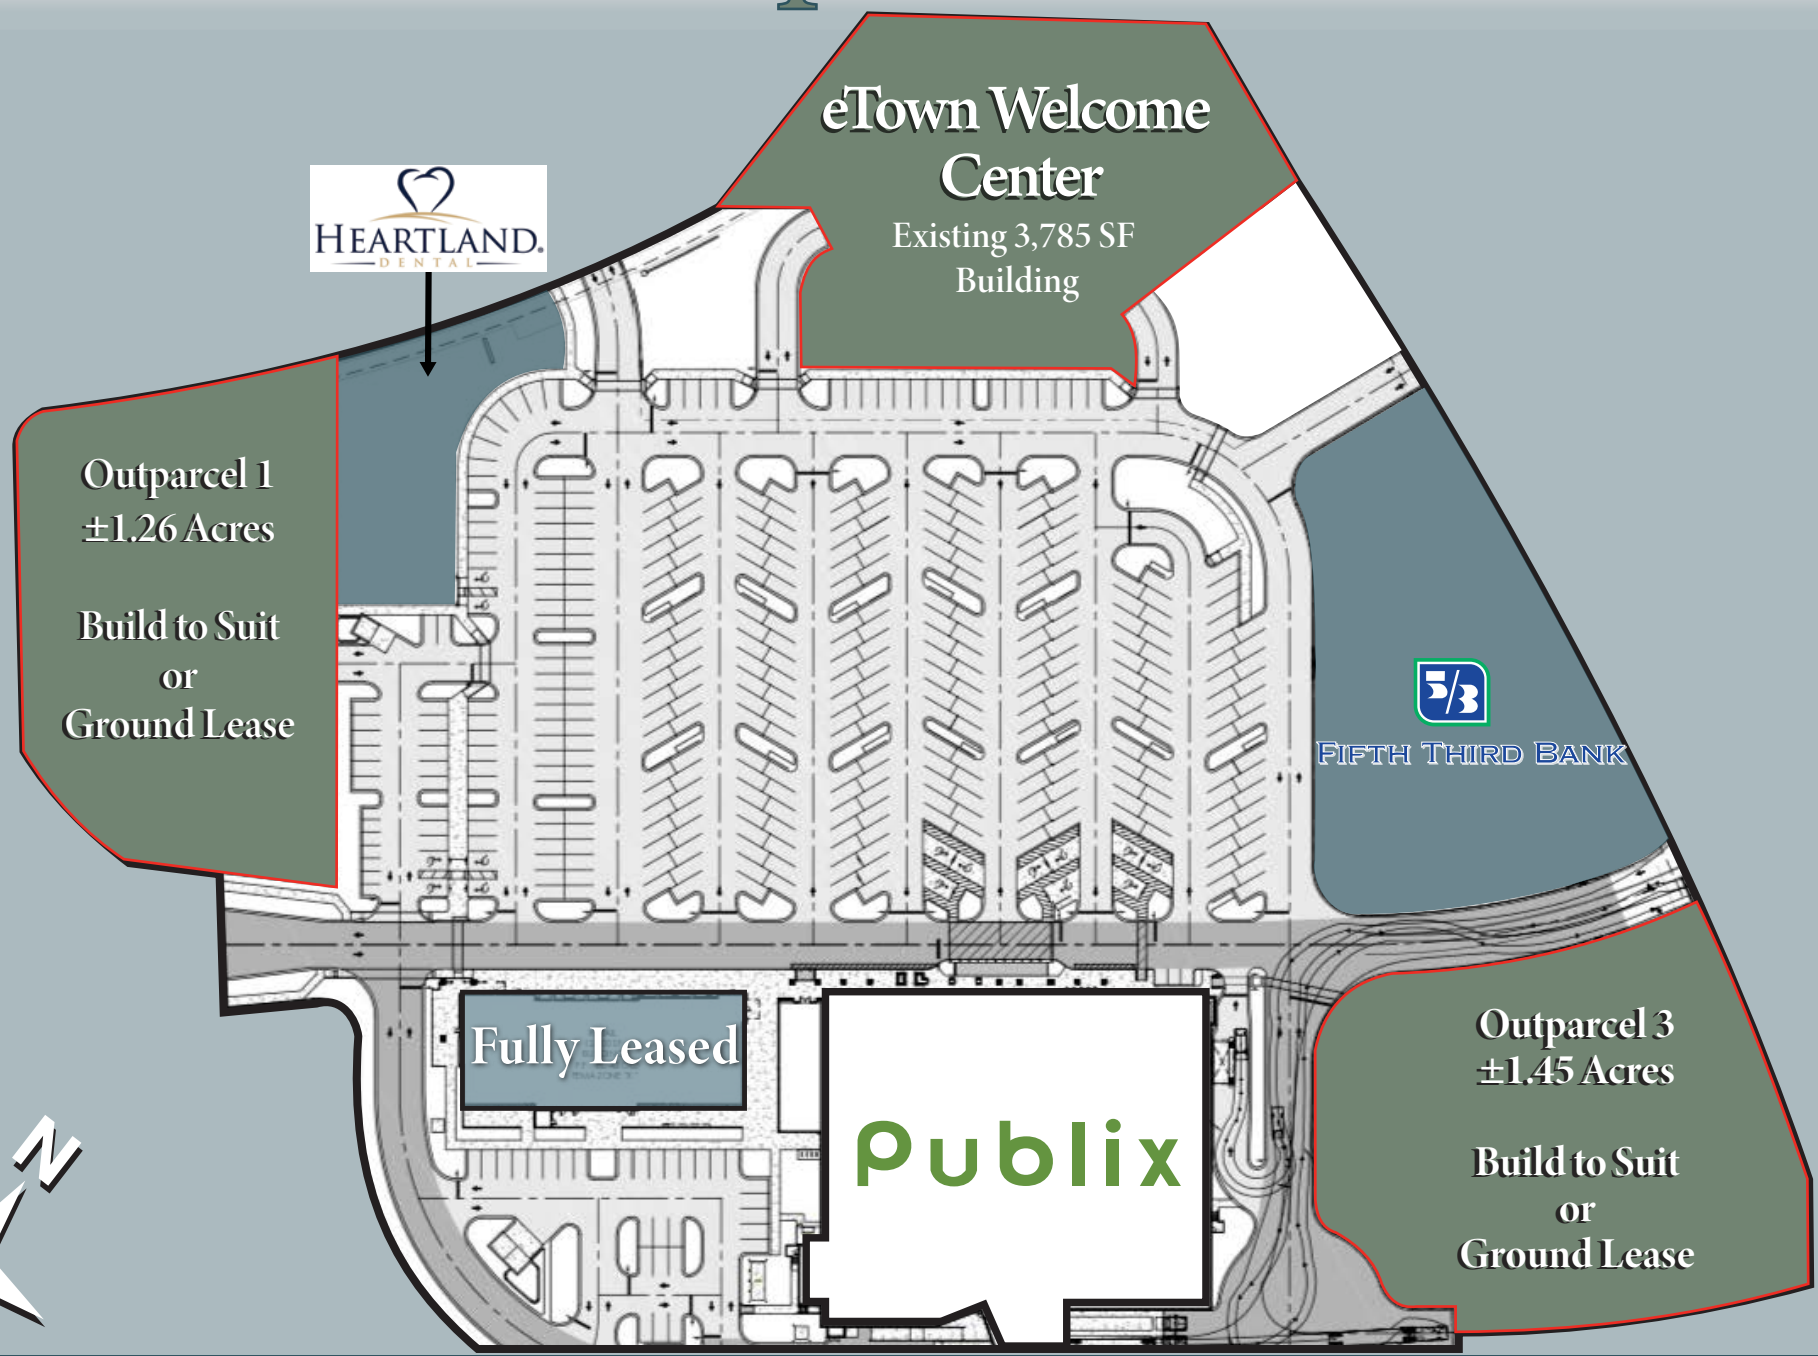 eTown Welcome
Center
Existing 3,785 SF
Building
HEARTLAND.
DENTAL
Outparcel 1
±1.26 Acres
Build to Suit
or
Ground Lease
5/3
FIFTH THIRD BANK
Fully Leased
Publix
Outparcel 3
±1.45 Acres
Build to Suit
or
Ground Lease
N